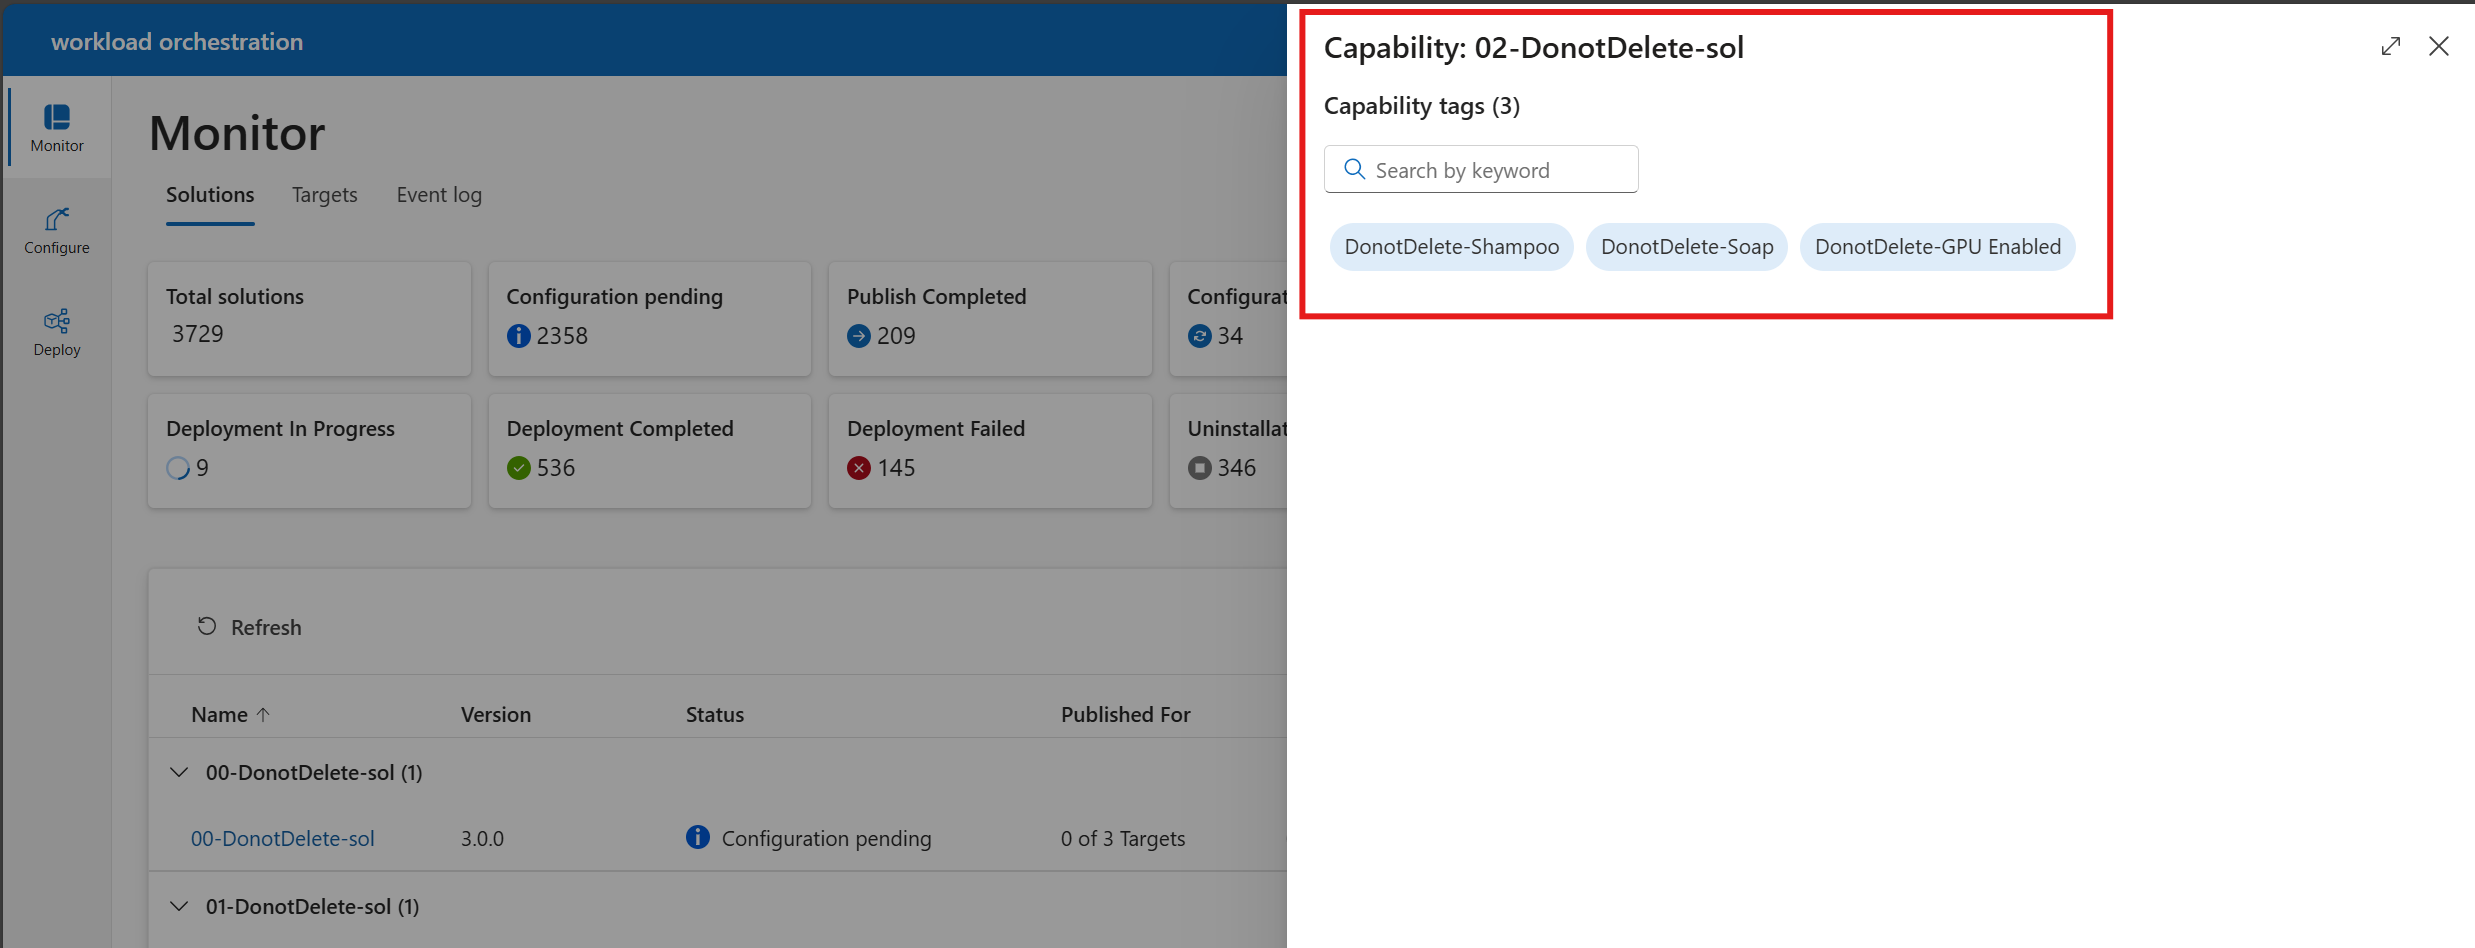 workload orchestration
Monitor
Configure
Deploy
Monitor
Solutions Targets Event log
Total solutions
3729
Configuration pending
2358
Publish Completed
209
Configurat
34
Deployment In Progress
9
Deployment Completed
536
Deployment Failed
145
Uninstallat
346
Refresh
Name Version Status Published For
00-DonotDelete-sol (1)
00-DonotDelete-sol 3.0.0 Configuration pending 0 of 3 Targets
01-DonotDelete-sol (1)
Capability: 02-DonotDelete-sol
Capability tags (3)
Search by keyword
DonotDelete-Shampoo DonotDelete-Soap DonotDelete-GPU Enabled